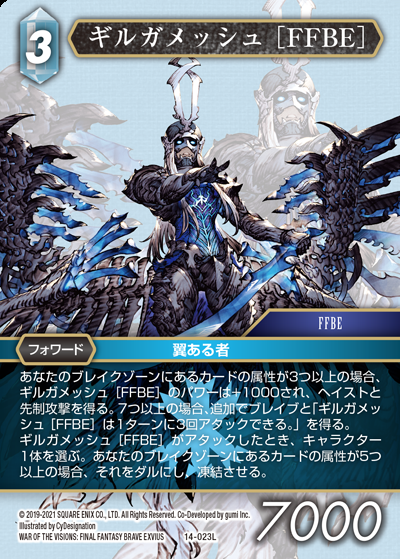 3
ギルガメッシュ［FFBE］
FFBE
フォワード
翼ある者
あなたのブレイクゾーンにあるカードの属性が3つ以上の場合、
ギルガメッシュ［FFBE］のパワーは+1000され、ヘイストと
先制攻撃を得る。7つ以上の場合、追加でブレイブと「ギルガメッ
シュ［FFBE］は1ターンに3回アタックできる。」を得る。
ギルガメッシュ［FFBE］がアタックしたとき、キャラクター
1体を選ぶ。あなたのブレイクゾーンにあるカードの属性が5つ
以上の場合、それをダルにし、凍結させる。
© 2019-2021 SQUARE ENIX CO., LTD. All Rights Reserved. Co-Developed by gumi Inc.
Illustrated by CyDesignation
WAR OF THE VISIONS: FINAL FANTASY BRAVE EXVIUS
14-023L
7000